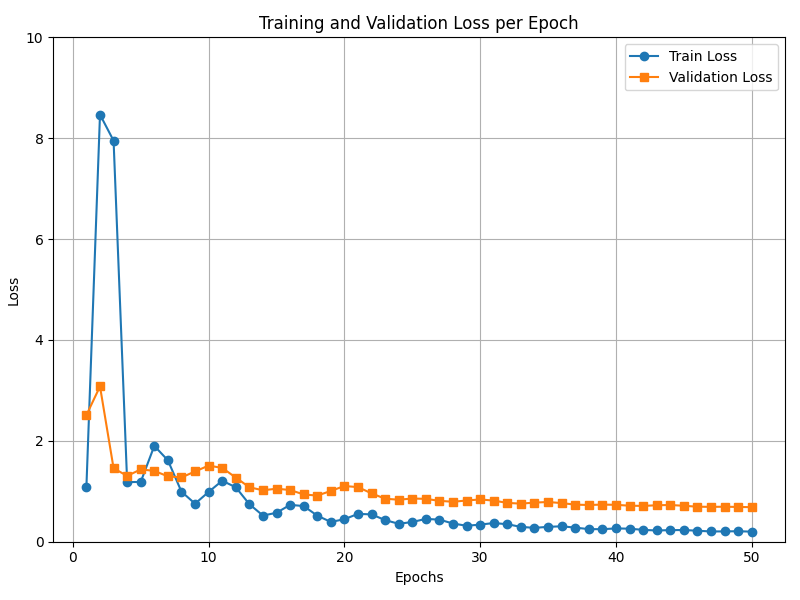 Training and Validation Loss per Epoch
10
8
6
4
2
0
Loss
Train Loss
Validation Loss
0 10 20 30 40 50
Epochs